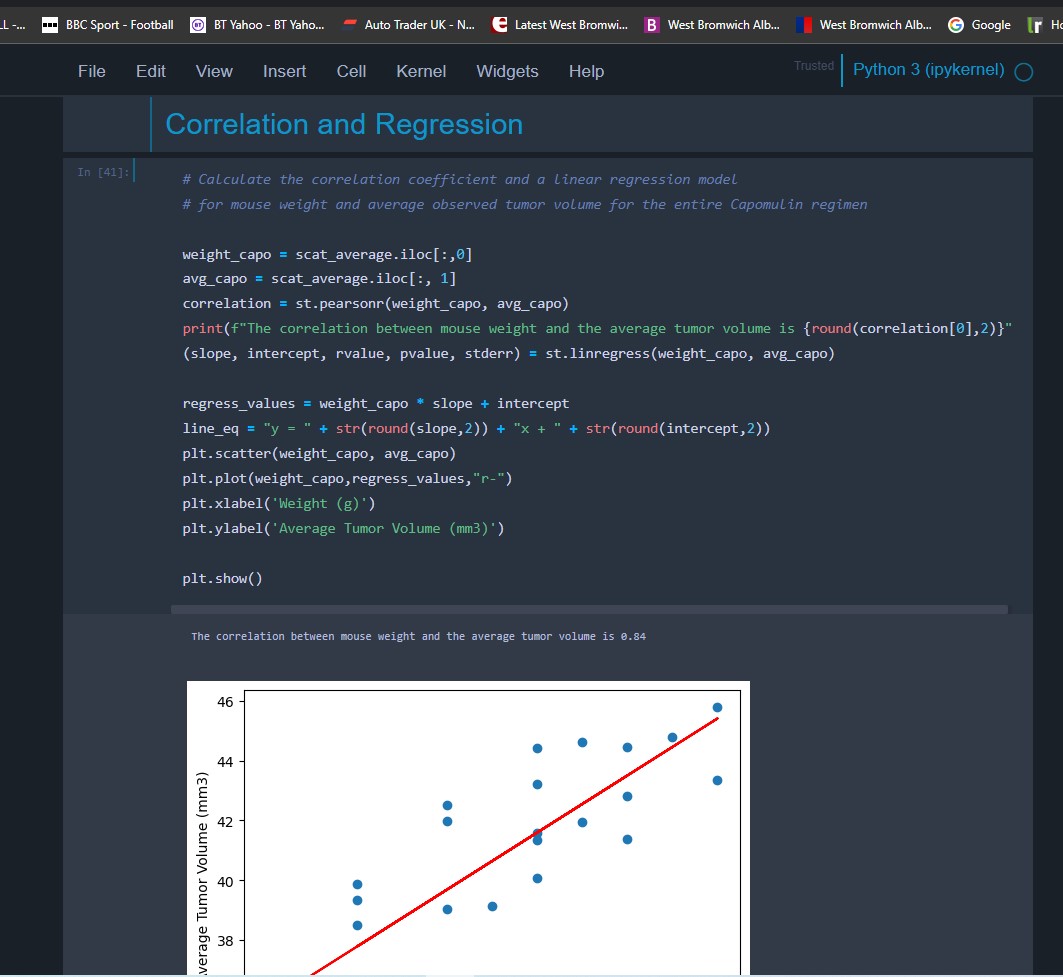 LL -... BBC Sport - Football BT Yahoo - BT Yaho... Auto Trader UK - N... Latest West Bromwi... B West Bromwich Alb... West Bromwich Alb... Google Ho
File Edit View Insert Cell Kernel Widgets Help Trusted Python 3 (ipykernel)
Correlation and Regression
In [41]:
# Calculate the correlation coefficient and a linear regression model
# for mouse weight and average observed tumor volume for the entire Capomulin regimen
weight_capo = scat_average.iloc[:,0]
avg_capo = scat_average.iloc[:, 1]
correlation = st.pearsonr(weight_capo, avg_capo)
print(f"The correlation between mouse weight and the average tumor volume is {round(correlation[0],2)}"
(slope, intercept, rvalue, pvalue, stderr) = st.linregress(weight_capo, avg_capo)
regress_values = weight_capo * slope + intercept
line_eq = "y = " + str(round(slope,2)) + "x + " + str(round(intercept,2))
plt.scatter(weight_capo, avg_capo)
plt.plot(weight_capo,regress_values,"r-")
plt.xlabel('Weight (g)')
plt.ylabel('Average Tumor Volume (mm3)')
plt.show()
The correlation between mouse weight and the average tumor volume is 0.84
46
44
42
40
38
verage Tumor Volume (mm3)